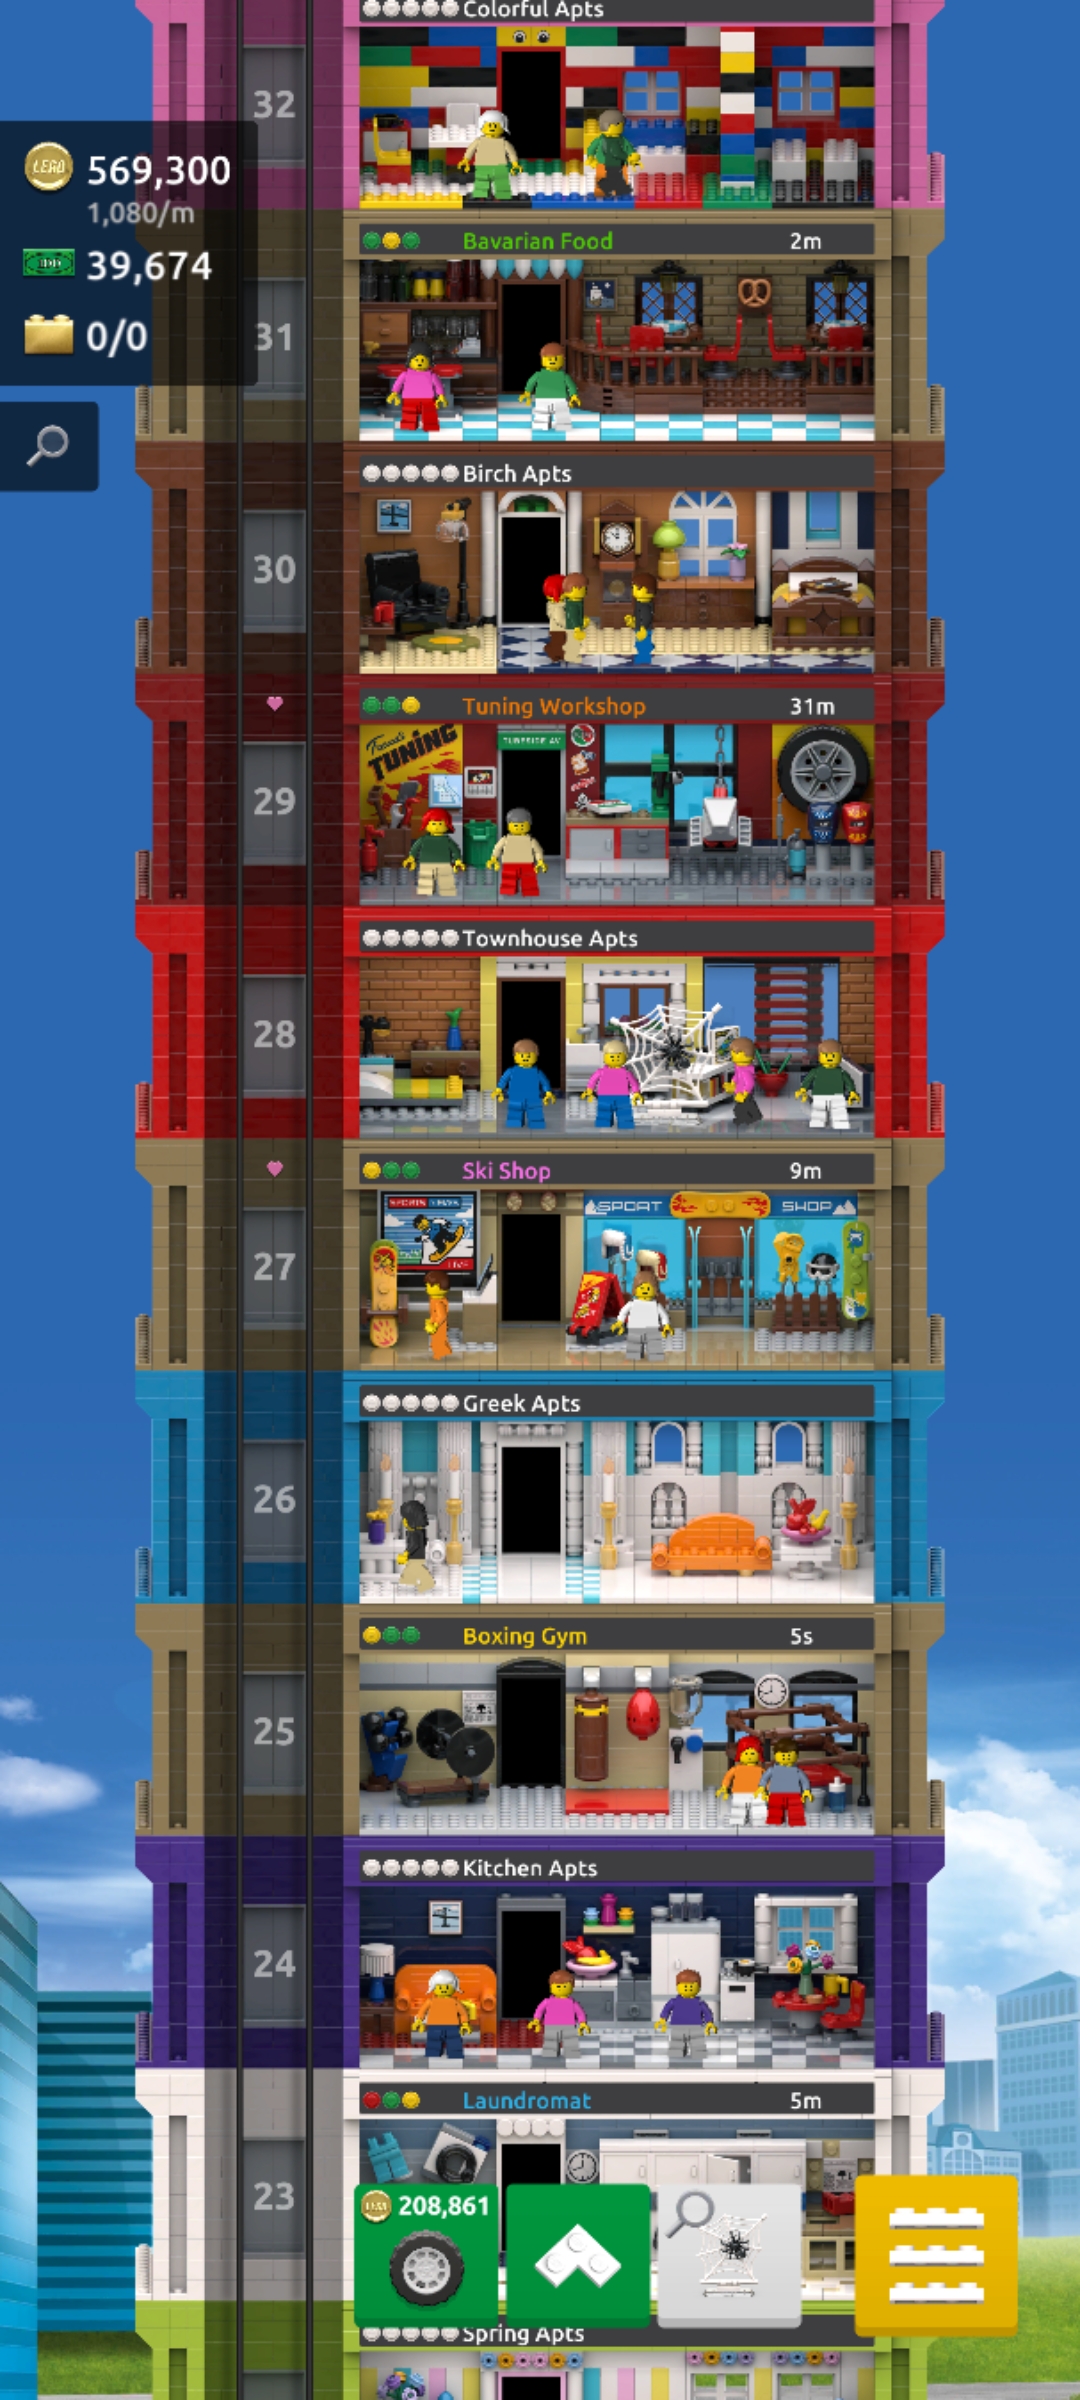 Colorful Apts
32
569,300
1,080/m
39,674
0/0
Bavarian Food 2m
31
Birch Apts
30
Tuning Workshop 31m
TUNING
29
Townhouse Apts
28
Ski Shop 9m
SPORT SHOP
27
Greek Apts
26
Boxing Gym 5s
25
Kitchen Apts
24
Laundromat 5m
23
208,861
Spring Apts